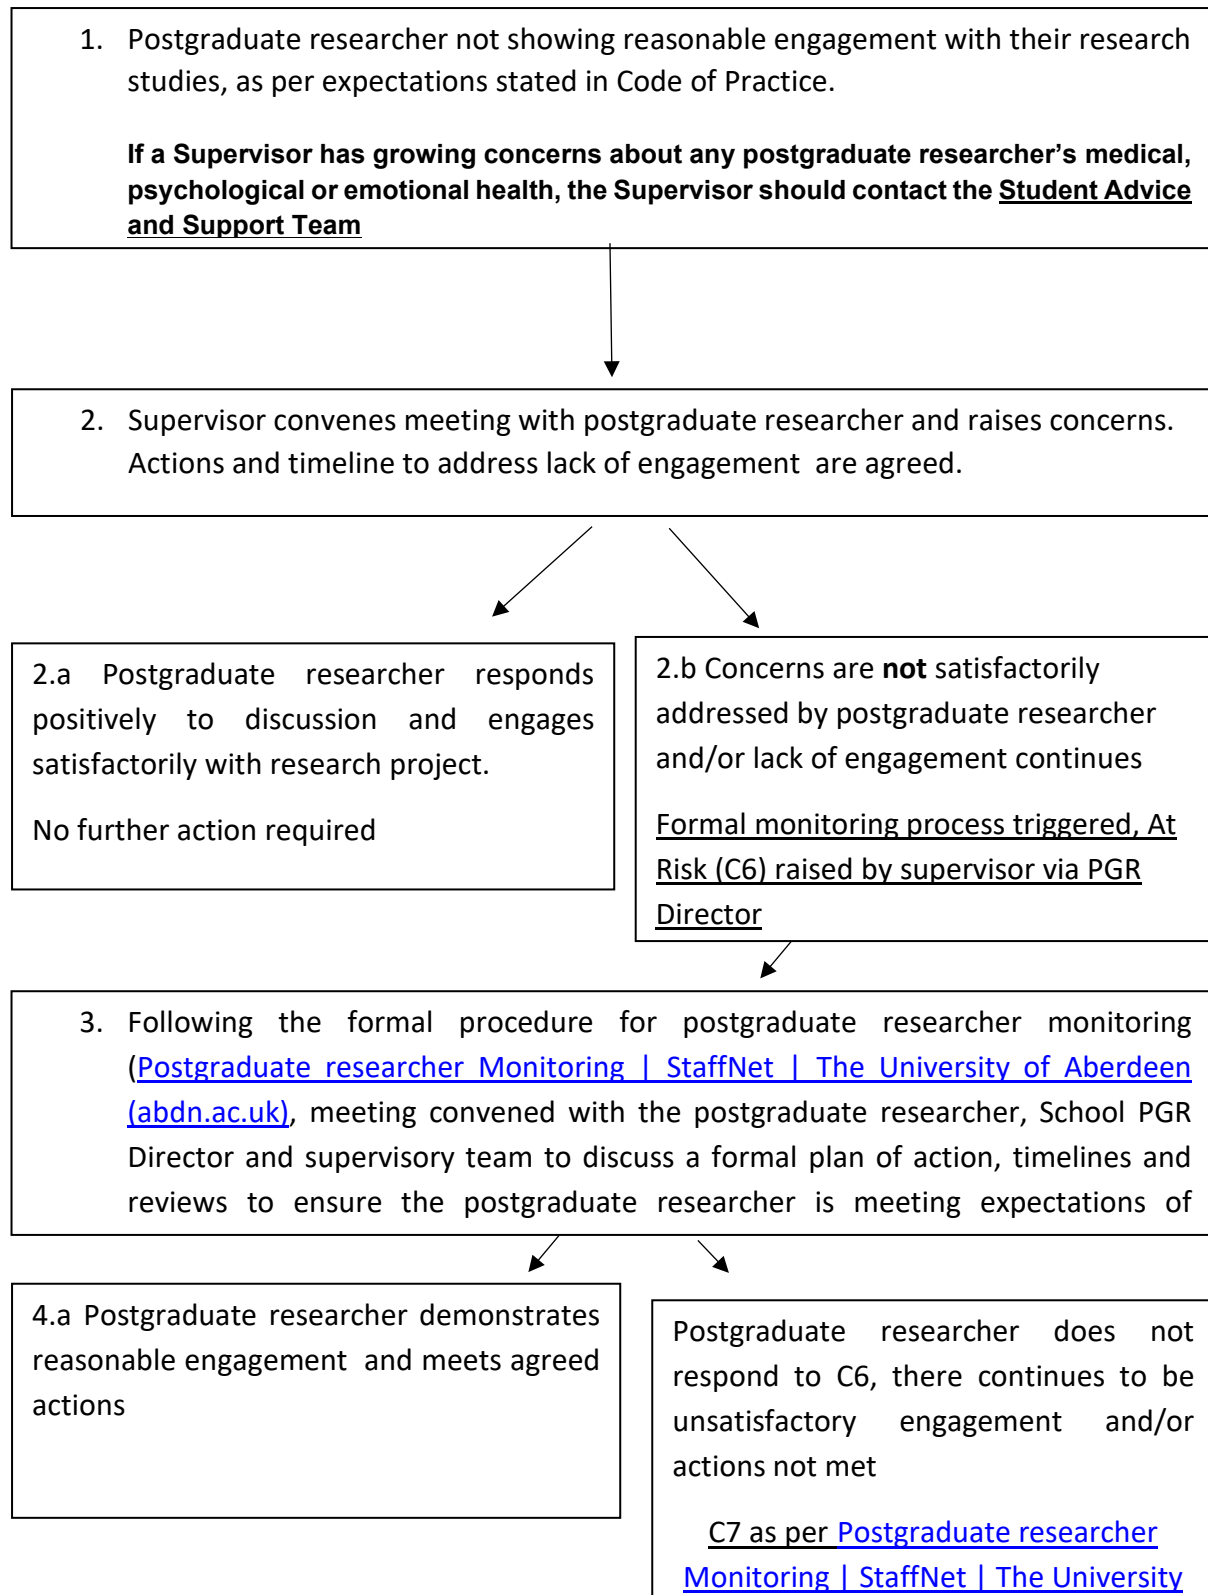 1. Postgraduate researcher not showing reasonable engagement with their research
studies, as per expectations stated in Code of Practice.
If a Supervisor has growing concerns about any postgraduate researcher’s medical,
psychological or emotional health, the Supervisor should contact the Student Advice
and Support Team
2. Supervisor convenes meeting with postgraduate researcher and raises concerns.
Actions and timeline to address lack of engagement  are agreed.
2.a Postgraduate researcher responds
positively to discussion and engages
satisfactorily with research project.
No further action required
2.b Concerns are not satisfactorily
addressed by postgraduate researcher
and/or lack of engagement continues
Formal monitoring process triggered, At
Risk (C6) raised by supervisor via PGR
Director
3. Following the formal procedure for postgraduate researcher monitoring
(Postgraduate researcher Monitoring | StaffNet | The University of Aberdeen
(abdn.ac.uk), meeting convened with the postgraduate researcher, School PGR
Director and supervisory team to discuss a formal plan of action, timelines and
reviews to ensure the postgraduate researcher is meeting expectations of
4.a Postgraduate researcher demonstrates
reasonable engagement  and meets agreed
actions
Postgraduate researcher does not
respond to C6, there continues to be
unsatisfactory engagement and/or
actions not met
C7 as per Postgraduate researcher
Monitoring | StaffNet | The University